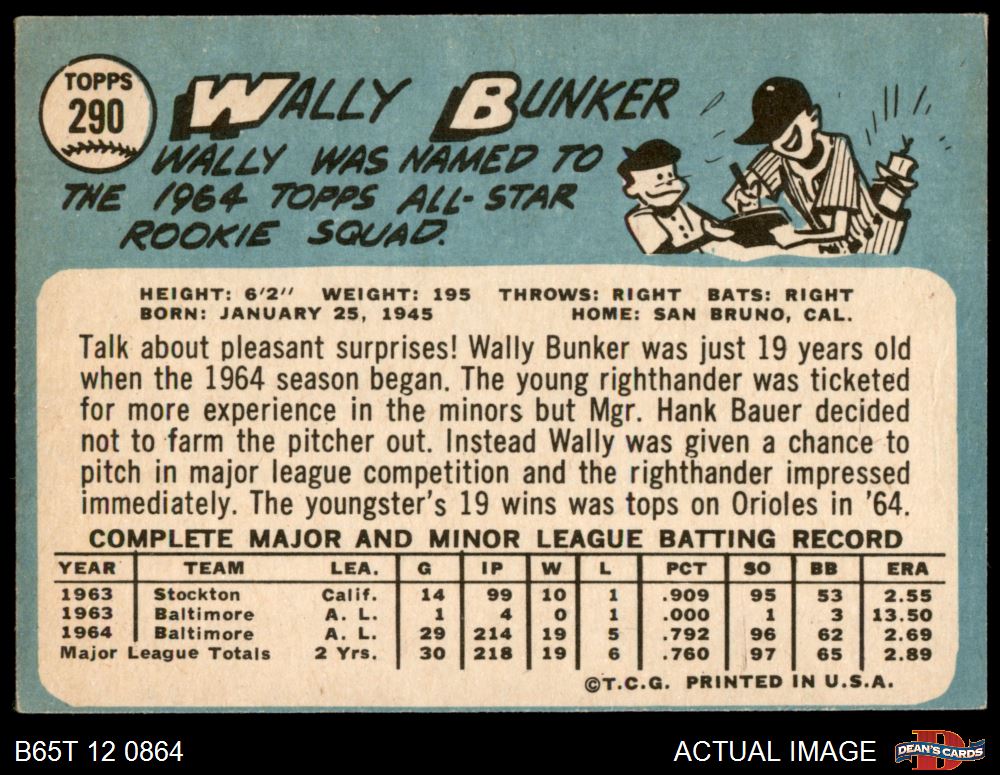 TOPPS
290
WALLY BUNKER
WALLY WAS NAMED TO
THE 1964 TOPPS ALL-STAR
ROOKIE SQUAD.
HEIGHT: 6'2" WEIGHT: 195 THROWS: RIGHT BATS: RIGHT
BORN: JANUARY 25, 1945 HOME: SAN BRUNO, CAL.
Talk about pleasant surprises! Wally Bunker was just 19 years old
when the 1964 season began. The young righthander was ticketed
for more experience in the minors but Mgr. Hank Bauer decided
not to farm the pitcher out. Instead Wally was given a chance to
pitch in major league competition and the righthander impressed
immediately. The youngster's 19 wins was tops on Orioles in '64.
COMPLETE MAJOR AND MINOR LEAGUE BATTING RECORD
YEAR TEAM LEA. G IP W L PCT SO BB ERA
1963 Stockton Calif. 14 99 10 1 .909 95 53 2.55
1963 Baltimore A. L. 1 4 0 1 .000 1 3 13.50
1964 Baltimore A. L. 29 214 19 5 .792 96 62 2.69
Major League Totals 2 Yrs. 30 218 19 6 .760 97 65 2.89
©T.C.G. PRINTED IN U.S.A.
B65T 12 0864 ACTUAL IMAGE DEAN'S CARDS